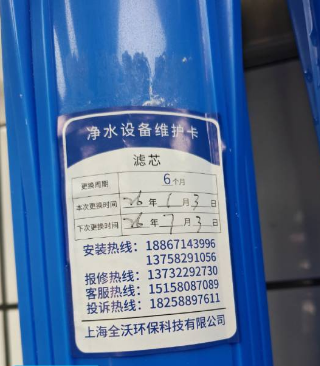 净水设备维护卡
滤芯
更换周期 6个月
本次更换时间 26年1月3日
下次更换时间 26年7月3日
安装热线：18867143996
13758291056
报修热线：13732292730
客服热线：15158087089
投诉热线：18258897611
上海全沃环保科技有限公司